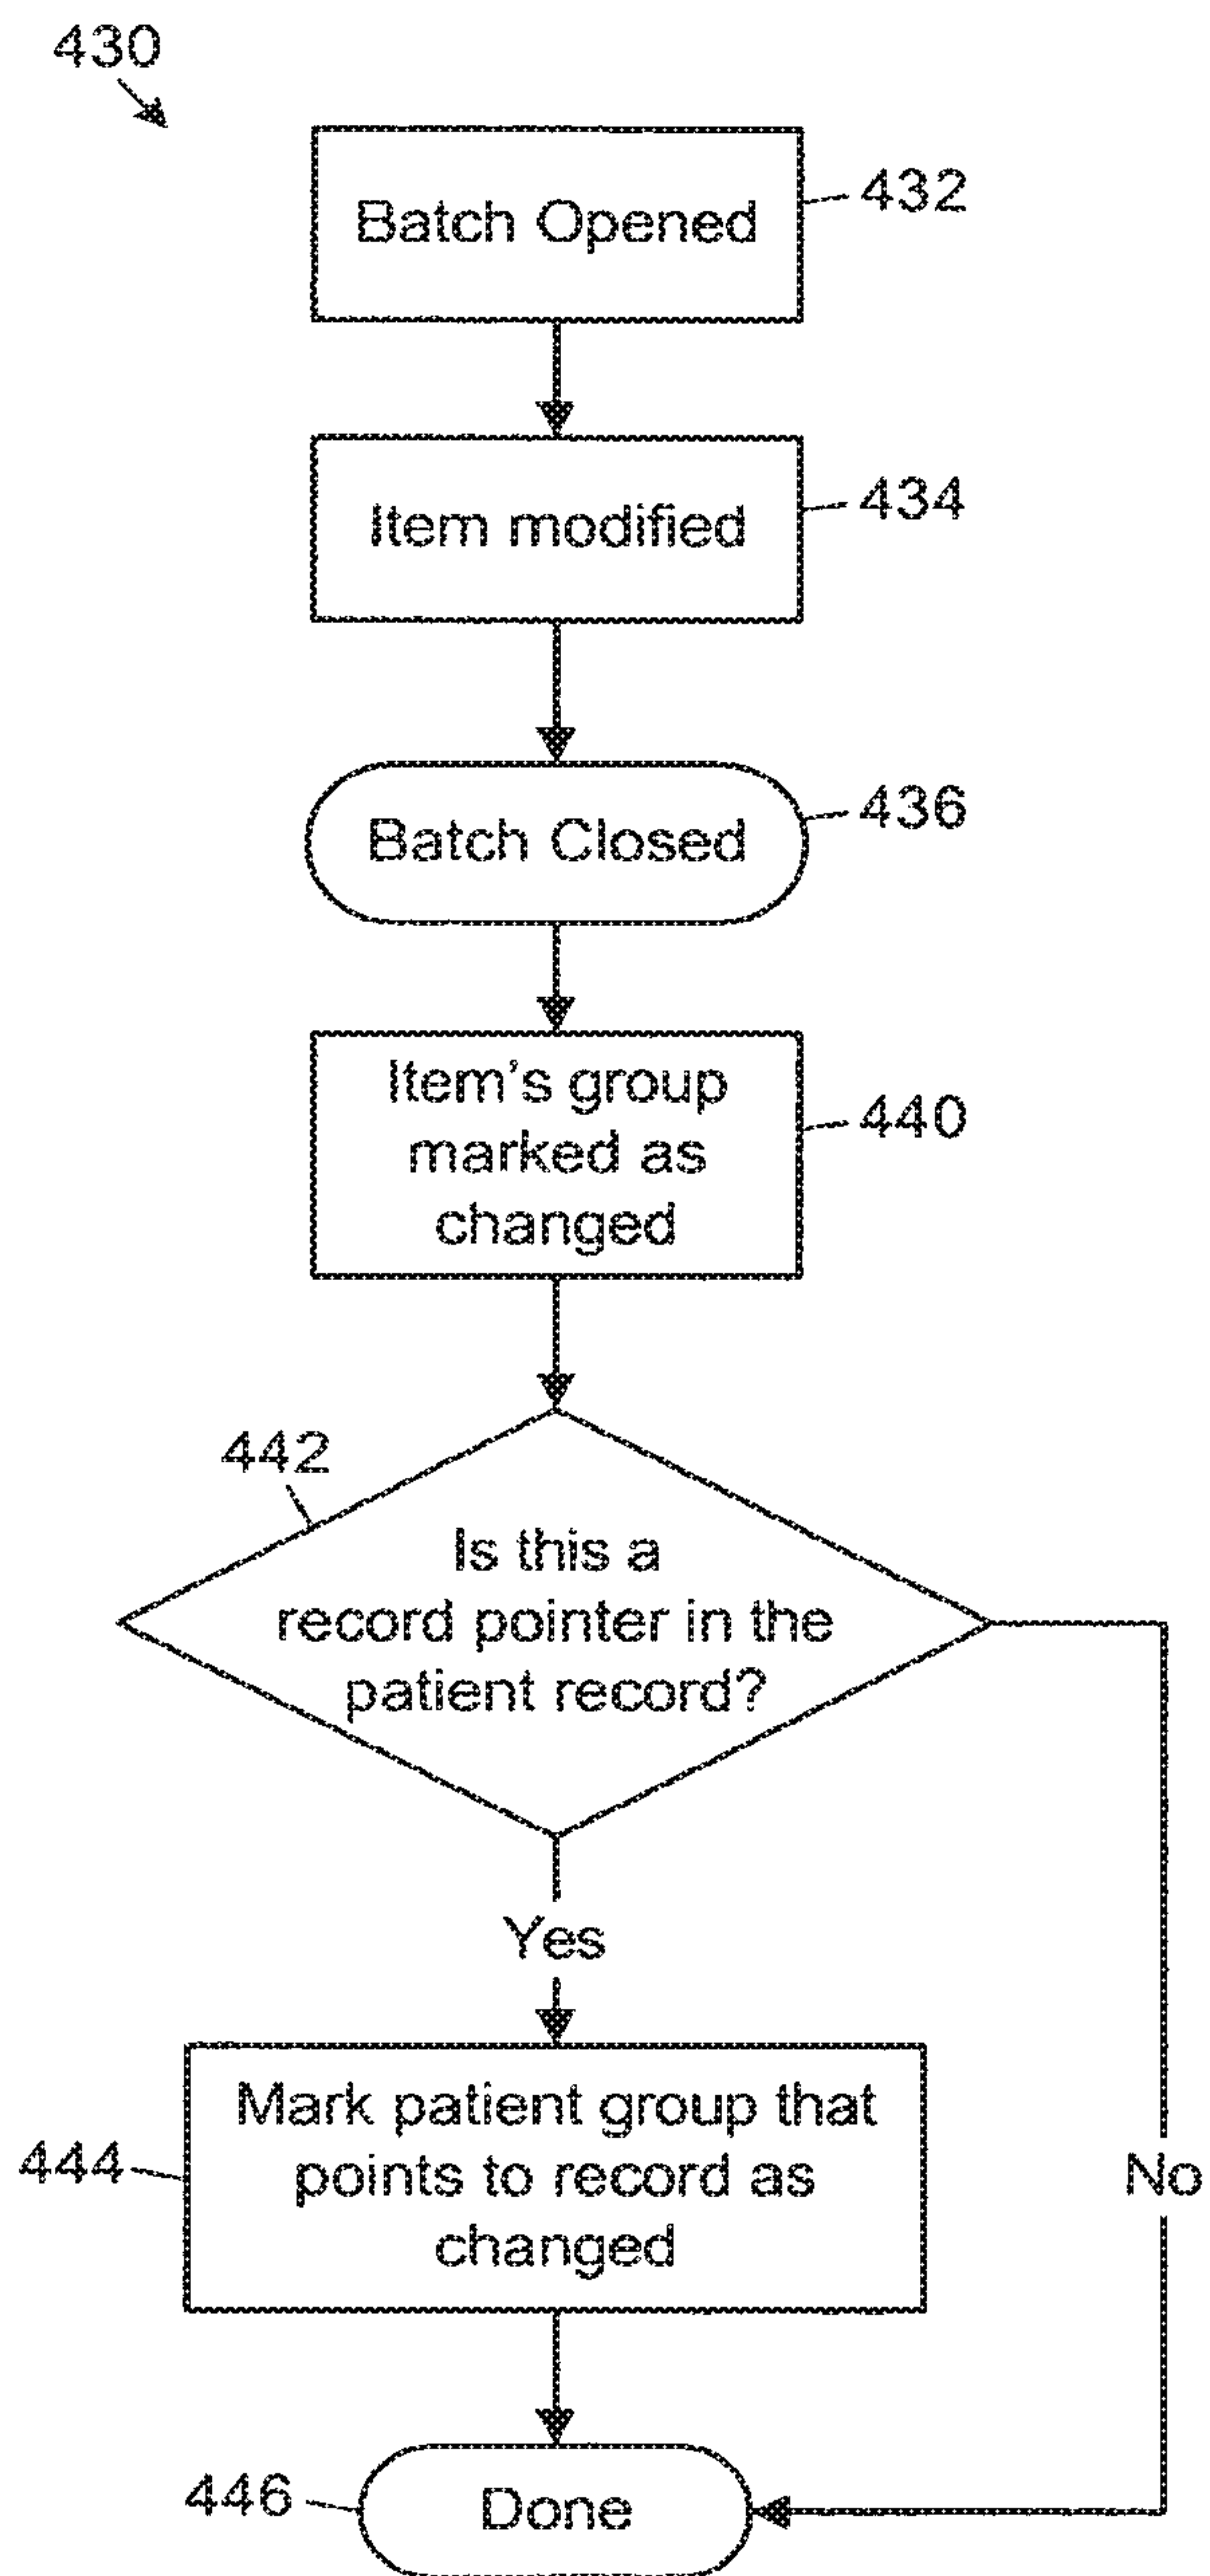 430
Batch Opened
432
Item modified
434
Batch Closed
436
Item's group
marked as
changed
440
442
Is this a
record pointer in the
patient record?
Yes
No
Mark patient group that
points to record as
changed
444
446
Done